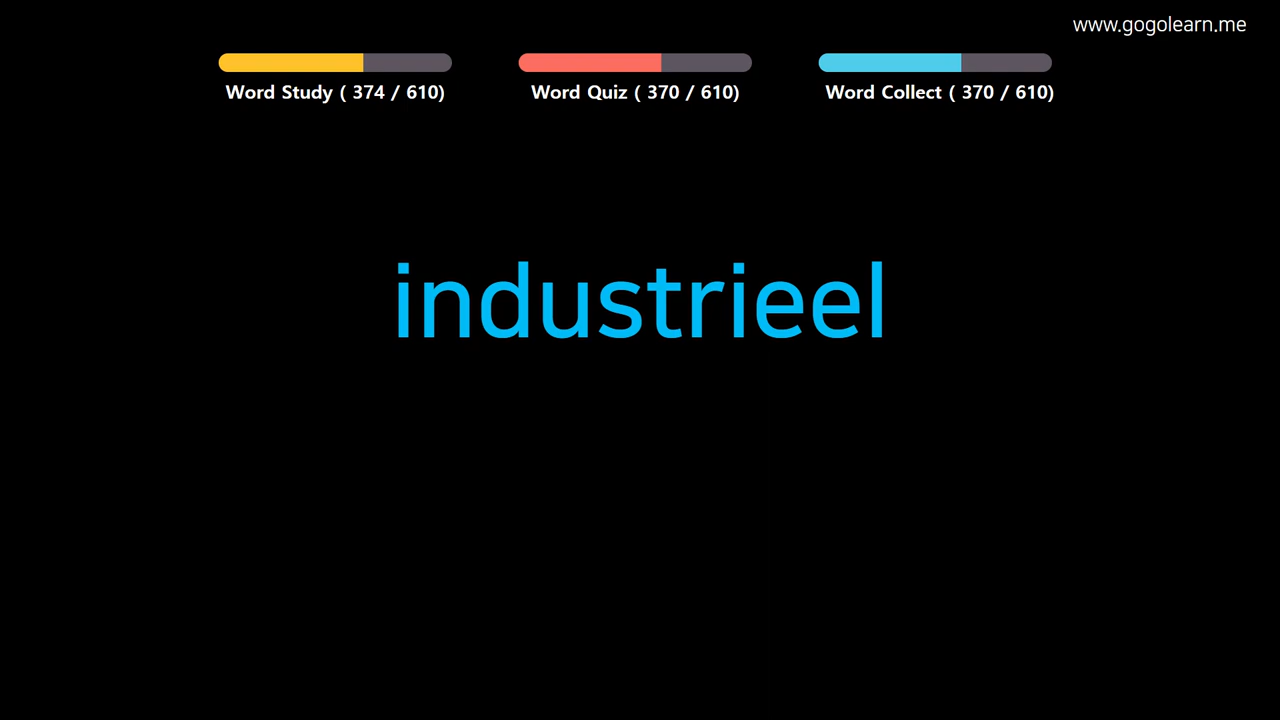 www.gogolearn.me
Word Study ( 374 / 610)
Word Quiz ( 370 / 610)
Word Collect ( 370 / 610)
industrieel